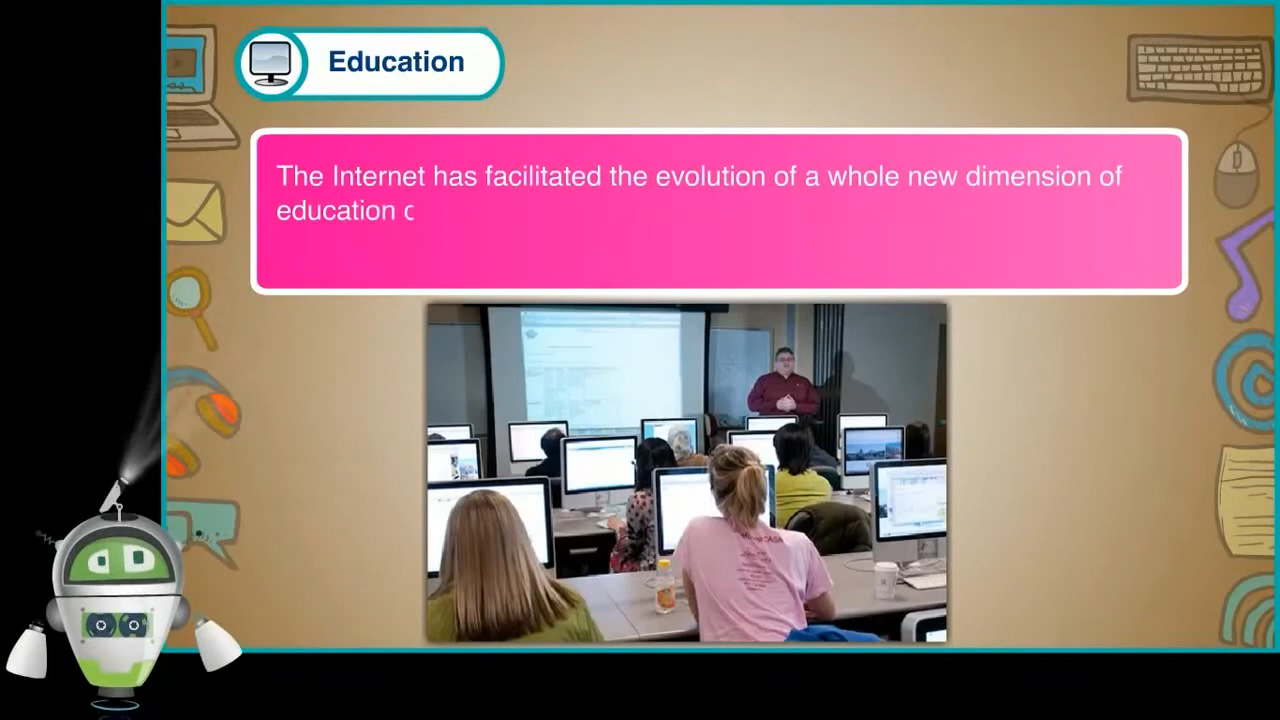 Education
The Internet has facilitated the evolution of a whole new dimension of
education c